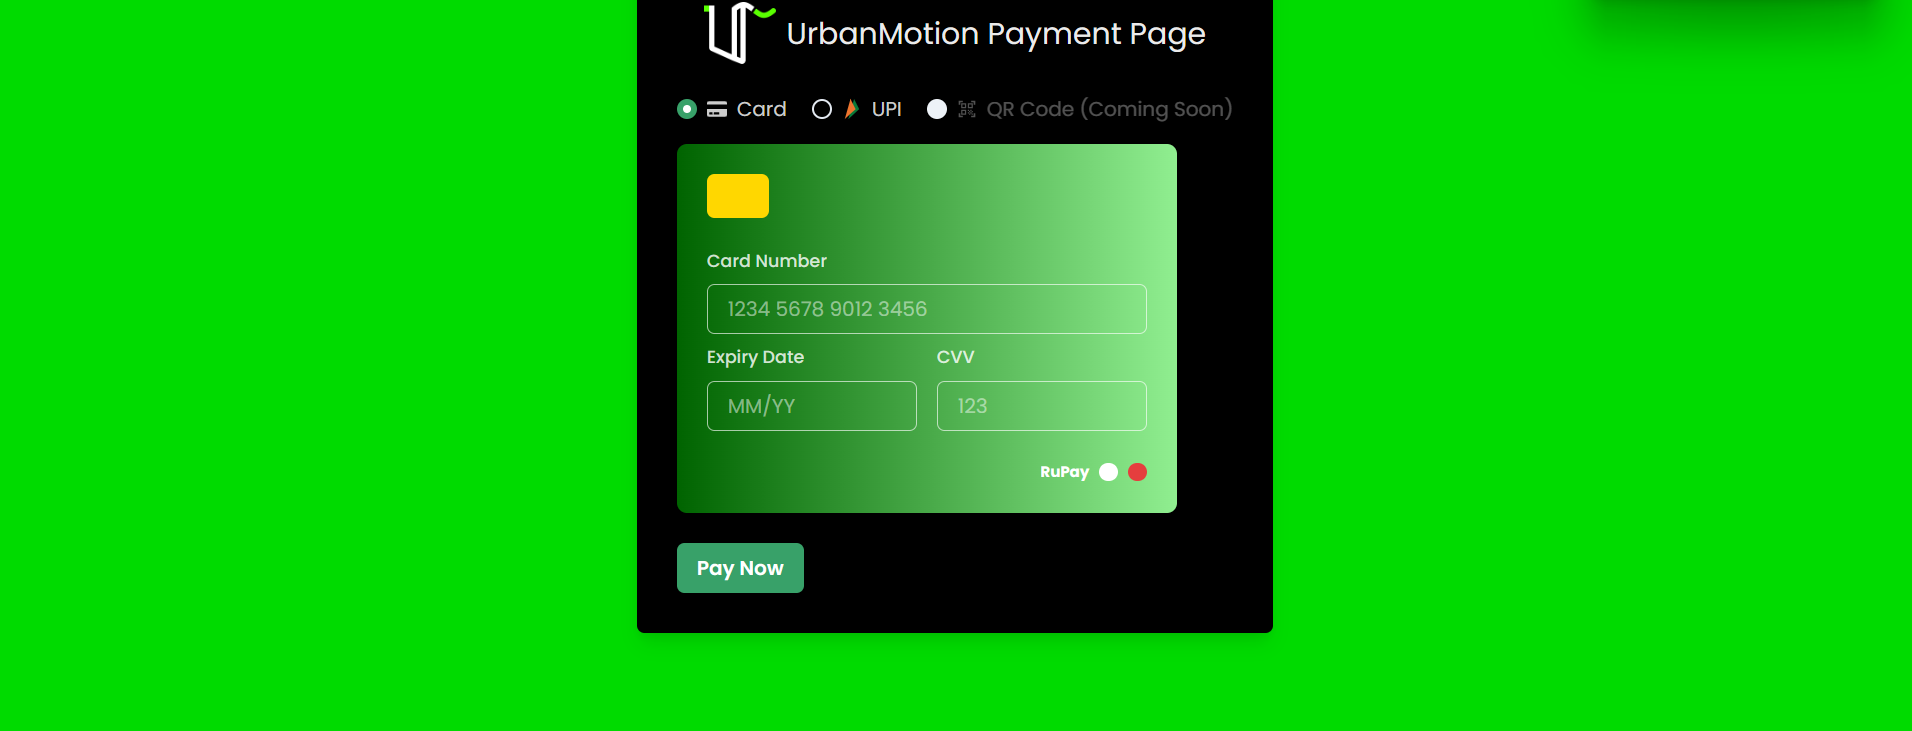 UrbanMotion Payment Page
Card UPI QR Code (Coming Soon)
Card Number
1234 5678 9012 3456
Expiry Date CVV
MM/YY 123
RuPay
Pay Now